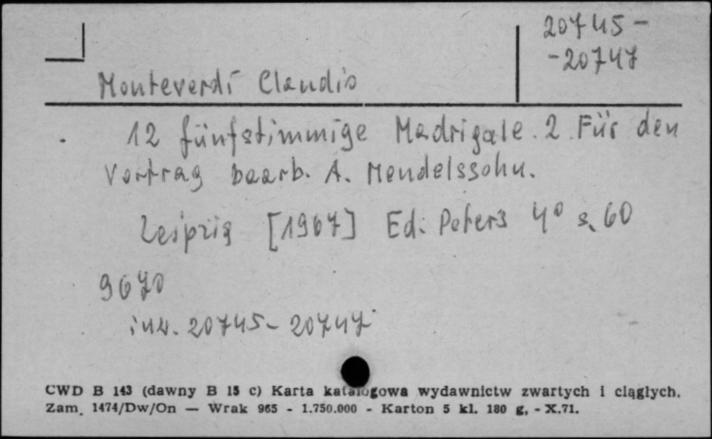 20745-
-20747
Monteverdi Claudio
12 fünfstimmige Madrigale. 2. Für den
Vortrag bearb. A. Mendelssohn.
Leipzig [1967] Ed. Peters 4° s. 60
9670
inw. 20745-20747
CWD B 143 (dawny B 15 c) Karta katalogowa wydawnictw zwartych i ciągłych.
Zam. 1474/Dw/On — Wrak 965 - 1.750.000 - Karton 5 kl. 180 g. - X.71.